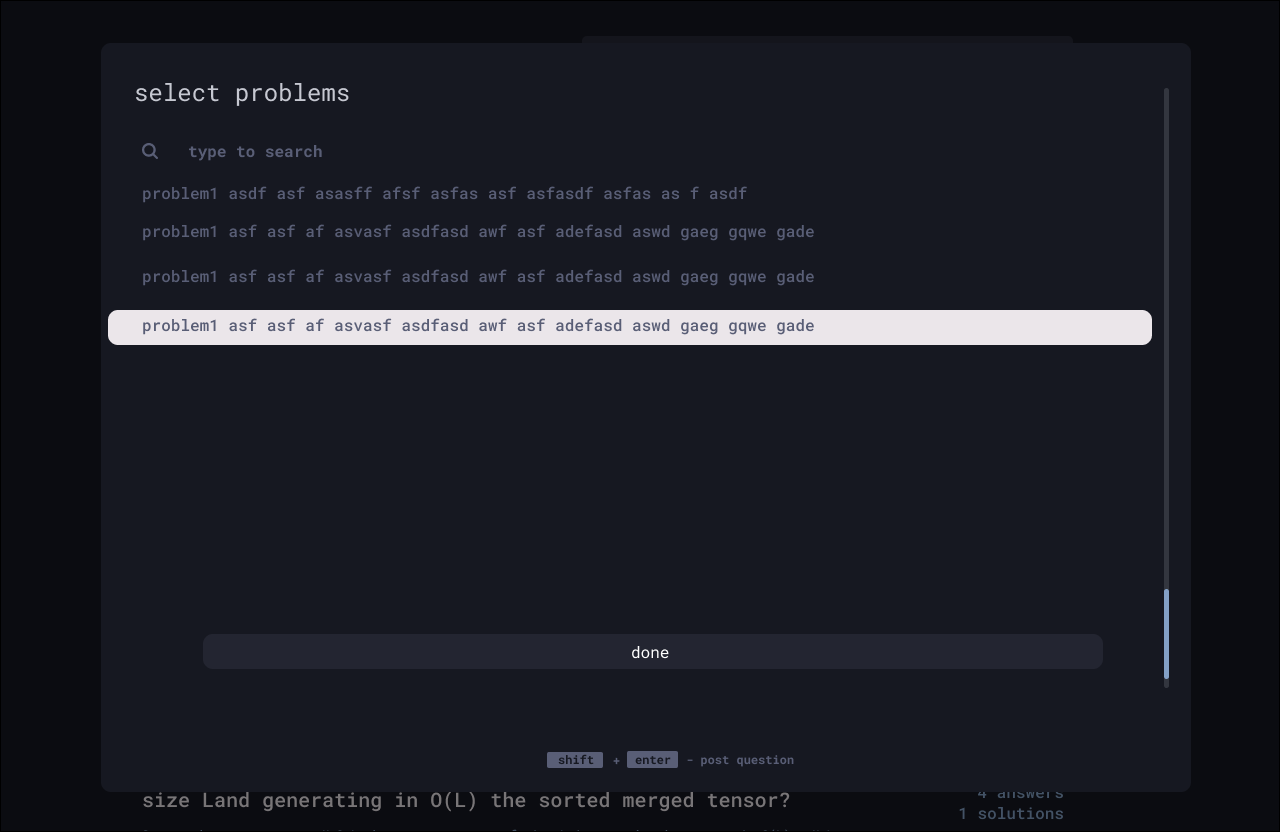 select problems
type to search
problem1 asdf asf asasff afsf asfas asf asfasdf asfas as f asdf
problem1 asf asf af asvasf asdfasd awf asf adefasd aswd gaeg gqwe gade
problem1 asf asf af asvasf asdfasd awf asf adefasd aswd gaeg gqwe gade
problem1 asf asf af asvasf asdfasd awf asf adefasd aswd gaeg gqwe gade
done
shift + enter - post question
size Land generating in O(L) the sorted merged tensor?
4 answers
1 solutions